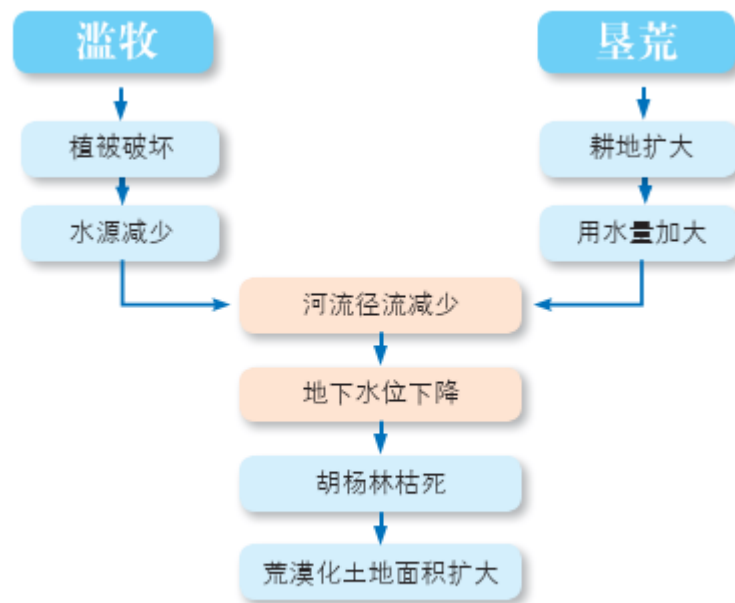 滥牧
垦荒
植被破坏
耕地扩大
水源减少
用水量加大
河流径流减少
地下水位下降
胡杨林枯死
荒漠化土地面积扩大